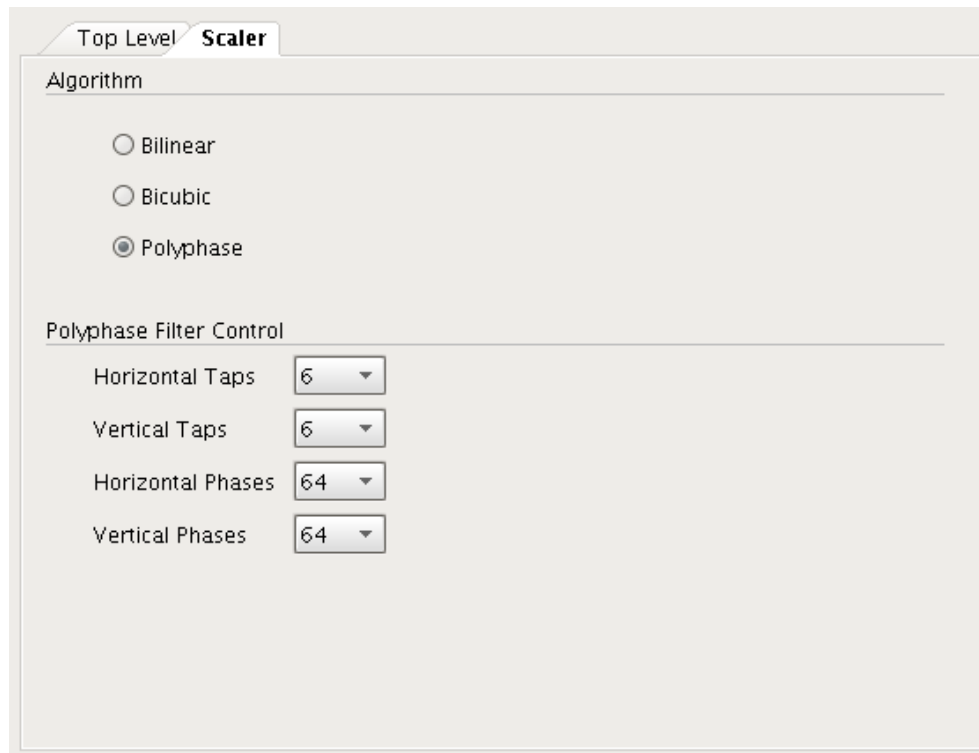 Top Level Scaler
Algorithm
Bilinear
Bicubic
Polyphase
Polyphase Filter Control
Horizontal Taps 6
Vertical Taps 6
Horizontal Phases 64
Vertical Phases 64